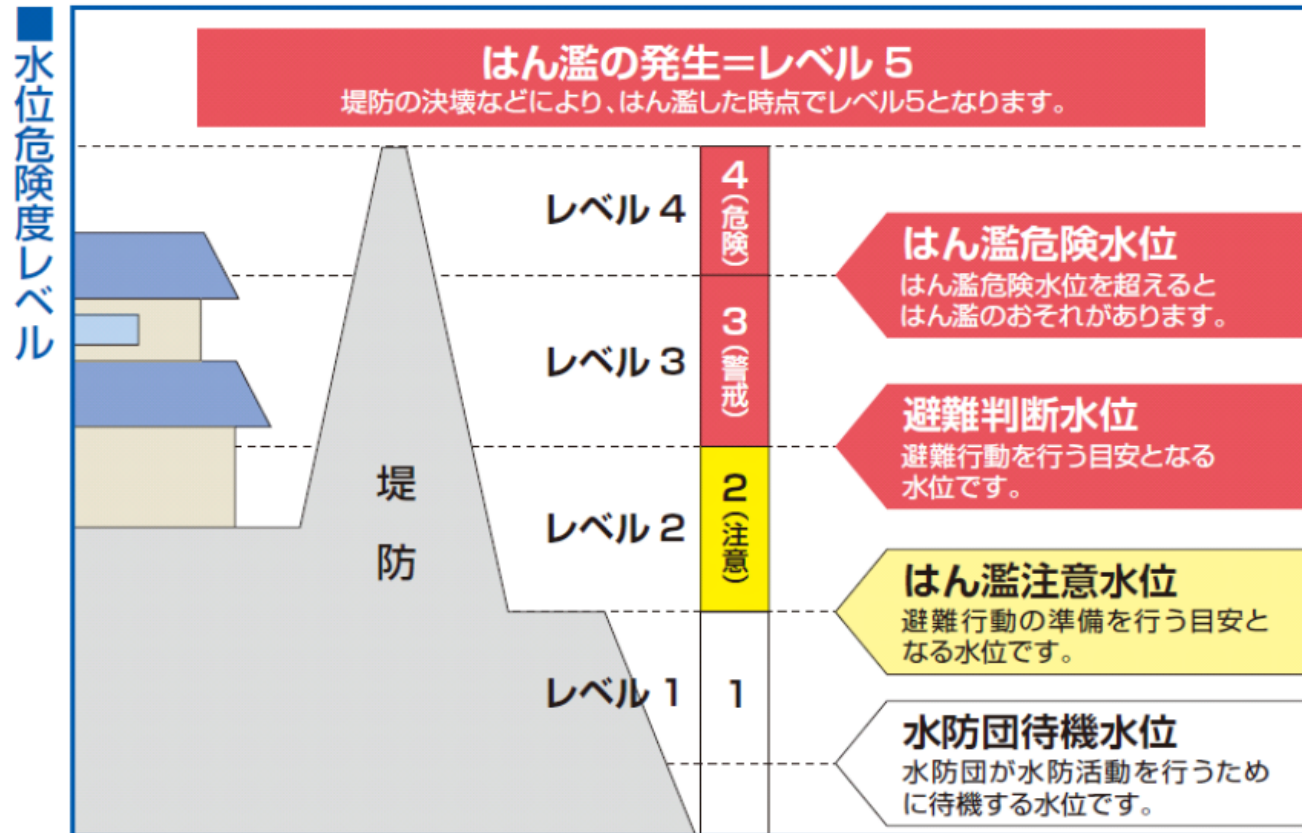 ■水位危険度レベル
はん濫の発生=レベル 5
堤防の決壊などにより、はん濫した時点でレベル5となります。
レベル 4
4(危険)
はん濫危険水位
はん濫危険水位を超えると
はん濫のおそれがあります。
レベル 3
3(警戒)
避難判断水位
避難行動を行う目安となる
水位です。
堤防
レベル 2
2(注意)
はん濫注意水位
避難行動の準備を行う目安と
なる水位です。
レベル 1
1
水防団待機水位
水防団が水防活動を行うため
に待機する水位です。